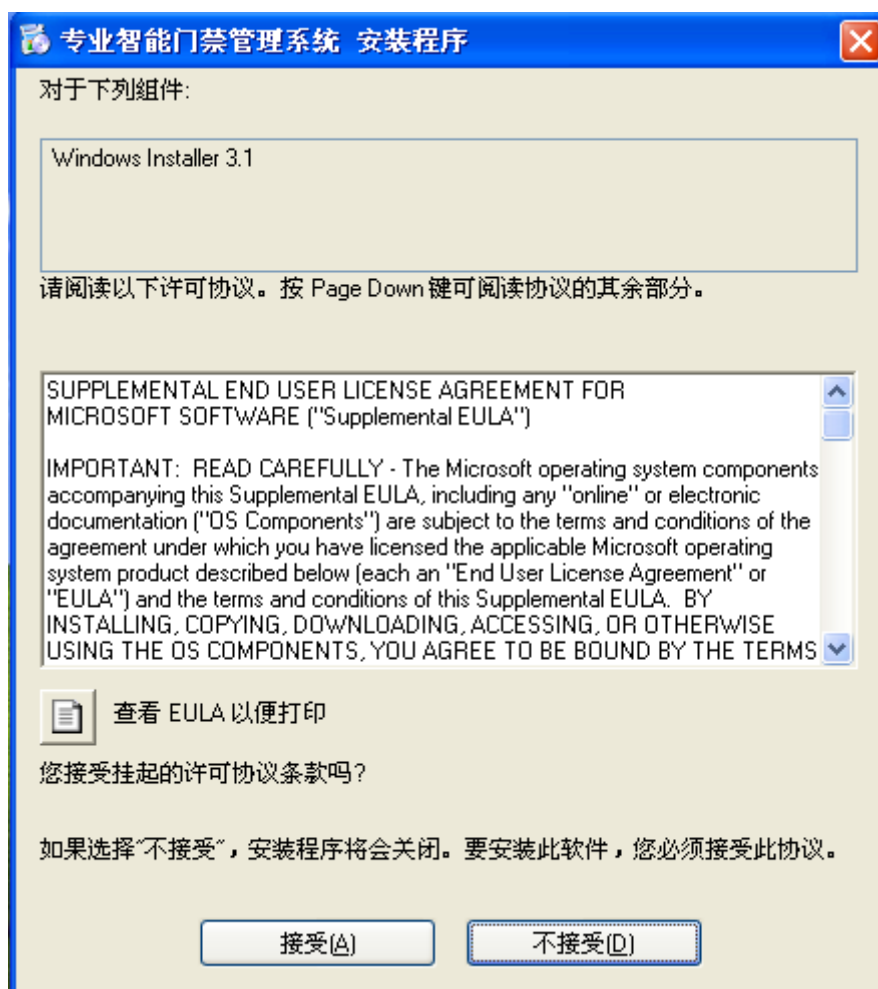 专业智能门禁管理系统 安装程序
对于下列组件:
Windows Installer 3.1
请阅读以下许可协议。按 Page Down 键可阅读协议的其余部分。
SUPPLEMENTAL END USER LICENSE AGREEMENT FOR
MICROSOFT SOFTWARE ("Supplemental EULA")
IMPORTANT:  READ CAREFULLY - The Microsoft operating system components
accompanying this Supplemental EULA, including any "online" or electronic
documentation ("OS Components") are subject to the terms and conditions of the
agreement under which you have licensed the applicable Microsoft operating
system product described below (each an "End User License Agreement" or
"EULA") and the terms and conditions of this Supplemental EULA.  BY
INSTALLING, COPYING, DOWNLOADING, ACCESSING, OR OTHERWISE
USING THE OS COMPONENTS, YOU AGREE TO BE BOUND BY THE TERMS
查看 EULA 以便打印
您接受挂起的许可协议条款吗?
如果选择“不接受”，安装程序将会关闭。要安装此软件，您必须接受此协议。
接受(A)
不接受(D)